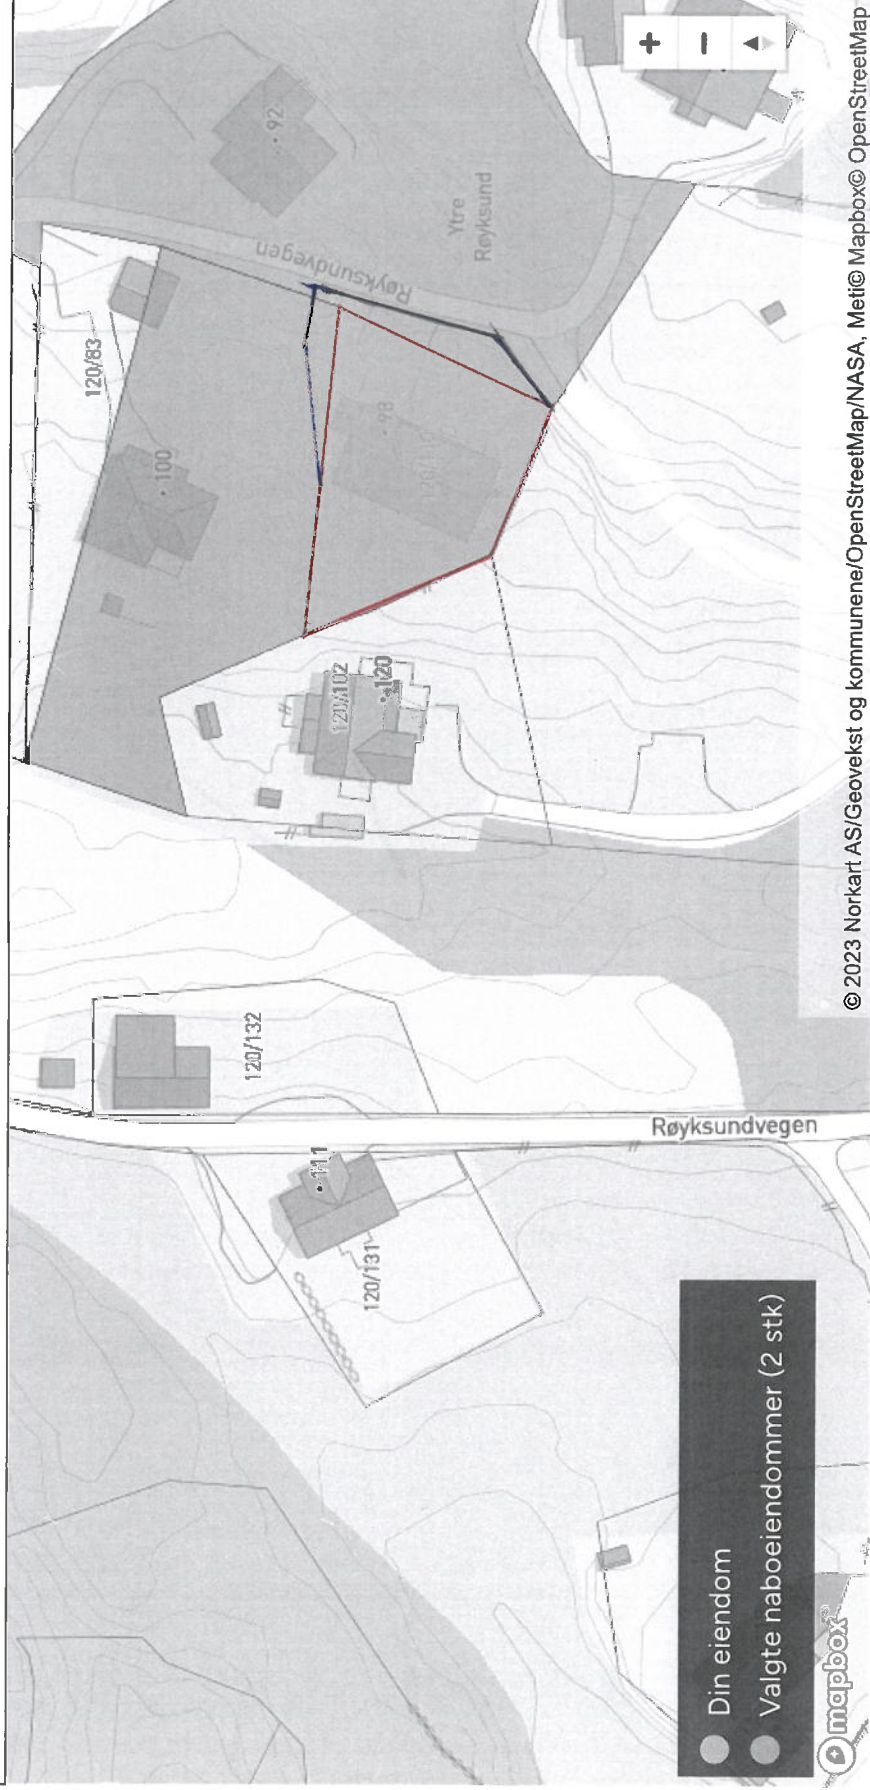 120/83
100
92
Røyksundvegen
Ytre
Røyksund
98
120/102
120
120/132
111
120/131
Røyksundvegen
+
−
Din eiendom
Valgte naboeiendommer (2 stk)
mapbox
© 2023 Norkart AS/Geovekst og kommunene/OpenStreetMap/NASA, Meti© Mapbox© OpenStreetMap